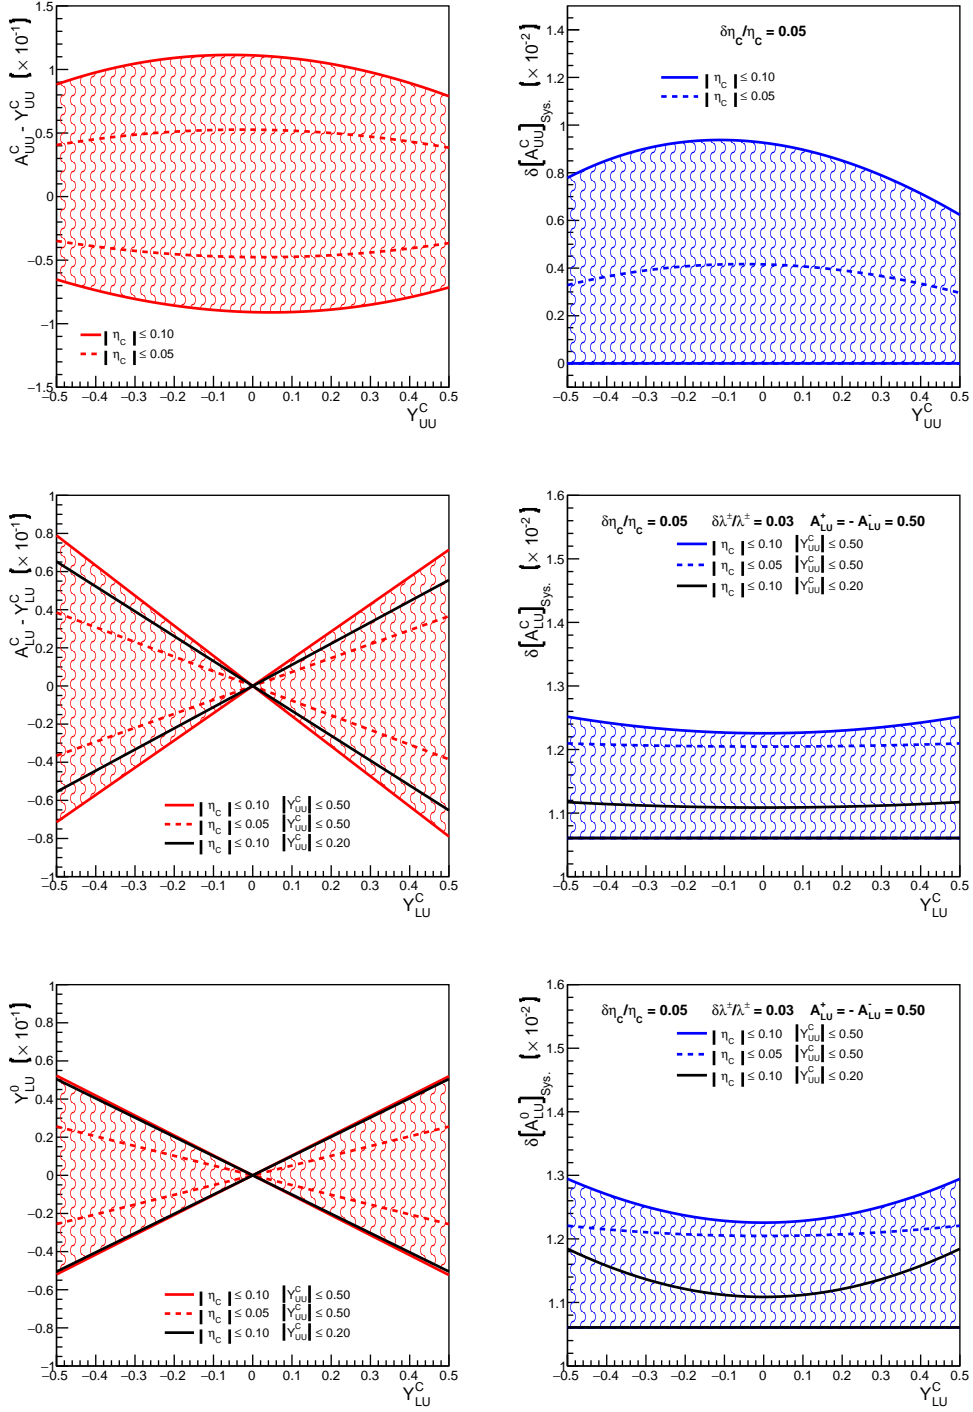 A^C_UU - Y^C_UU [ × 10^-1 ]
1.5
1
0.5
0
−0.5
−1
−1.5
| η_C | ≤ 0.10
| η_C | ≤ 0.05
−0.5 −0.4 −0.3 −0.2 −0.1 0 0.1 0.2 0.3 0.4 0.5
Y^C_UU
δ[A^C_UU]_Sys. [ × 10^-2 ]
δη_C/η_C = 0.05
1.4
1.2
1
0.8
0.6
0.4
0.2
0
| η_C | ≤ 0.10
| η_C | ≤ 0.05
−0.5 −0.4 −0.3 −0.2 −0.1 0 0.1 0.2 0.3 0.4 0.5
Y^C_UU
A^C_LU - Y^C_LU [ × 10^-1 ]
1
0.8
0.6
0.4
0.2
0
−0.2
−0.4
−0.6
−0.8
−1
| η_C | ≤ 0.10 |Y^C_UU| ≤ 0.50
| η_C | ≤ 0.05 |Y^C_UU| ≤ 0.50
| η_C | ≤ 0.10 |Y^C_UU| ≤ 0.20
−0.5 −0.4 −0.3 −0.2 −0.1 0 0.1 0.2 0.3 0.4 0.5
Y^C_LU
δ[A^C_LU]_Sys. [ × 10^-2 ]
δη_C/η_C = 0.05 δλ^±/λ^± = 0.03 A^+_LU = - A^-_LU = 0.50
| η_C | ≤ 0.10 |Y^C_UU| ≤ 0.50
| η_C | ≤ 0.05 |Y^C_UU| ≤ 0.50
| η_C | ≤ 0.10 |Y^C_UU| ≤ 0.20
1.6
1.5
1.4
1.3
1.2
1.1
1
−0.5 −0.4 −0.3 −0.2 −0.1 0 0.1 0.2 0.3 0.4 0.5
Y^C_LU
Y^0_LU [ × 10^-1 ]
1
0.8
0.6
0.4
0.2
0
−0.2
−0.4
−0.6
−0.8
−1
| η_C | ≤ 0.10 |Y^C_UU| ≤ 0.50
| η_C | ≤ 0.05 |Y^C_UU| ≤ 0.50
| η_C | ≤ 0.10 |Y^C_UU| ≤ 0.20
−0.5 −0.4 −0.3 −0.2 −0.1 0 0.1 0.2 0.3 0.4 0.5
Y^C_LU
δ[A^0_LU]_Sys. [ × 10^-2 ]
δη_C/η_C = 0.05 δλ^±/λ^± = 0.03 A^+_LU = - A^-_LU = 0.50
| η_C | ≤ 0.10 |Y^C_UU| ≤ 0.50
| η_C | ≤ 0.05 |Y^C_UU| ≤ 0.50
| η_C | ≤ 0.10 |Y^C_UU| ≤ 0.20
1.6
1.5
1.4
1.3
1.2
1.1
1
−0.5 −0.4 −0.3 −0.2 −0.1 0 0.1 0.2 0.3 0.4 0.5
Y^C_LU